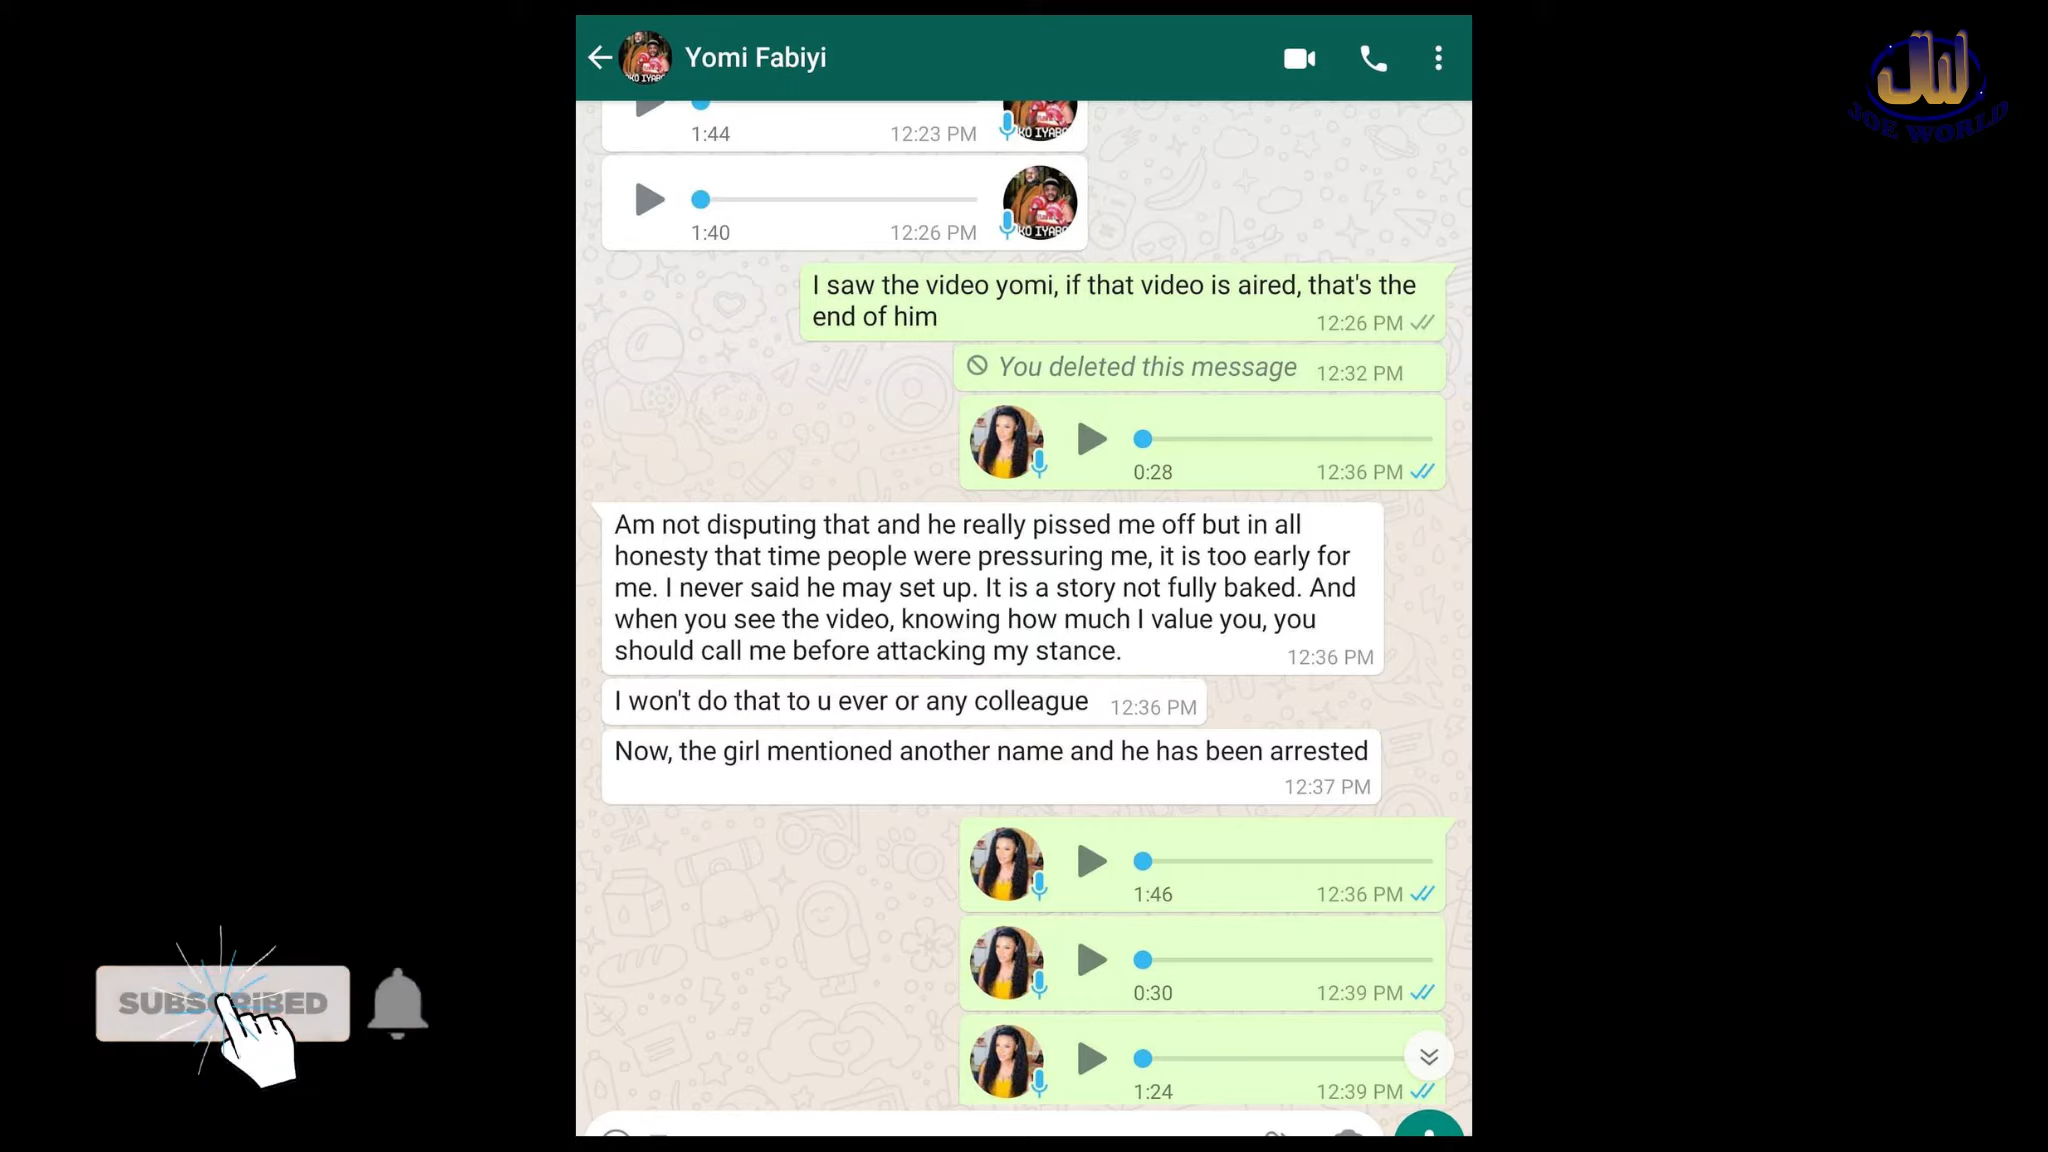 Yomi Fabiyi
JW
JOE WORLD
1:44 12:23 PM
KO IYABO
1:40 12:26 PM
KO IYABO
I saw the video yomi, if that video is aired, that's the
end of him
12:26 PM
You deleted this message 12:32 PM
0:28 12:36 PM
Am not disputing that and he really pissed me off but in all
honesty that time people were pressuring me, it is too early for
me. I never said he may set up. It is a story not fully baked. And
when you see the video, knowing how much I value you, you
should call me before attacking my stance.
12:36 PM
I won't do that to u ever or any colleague 12:36 PM
Now, the girl mentioned another name and he has been arrested
12:37 PM
1:46 12:36 PM
0:30 12:39 PM
1:24 12:39 PM
SUBSCRIBED